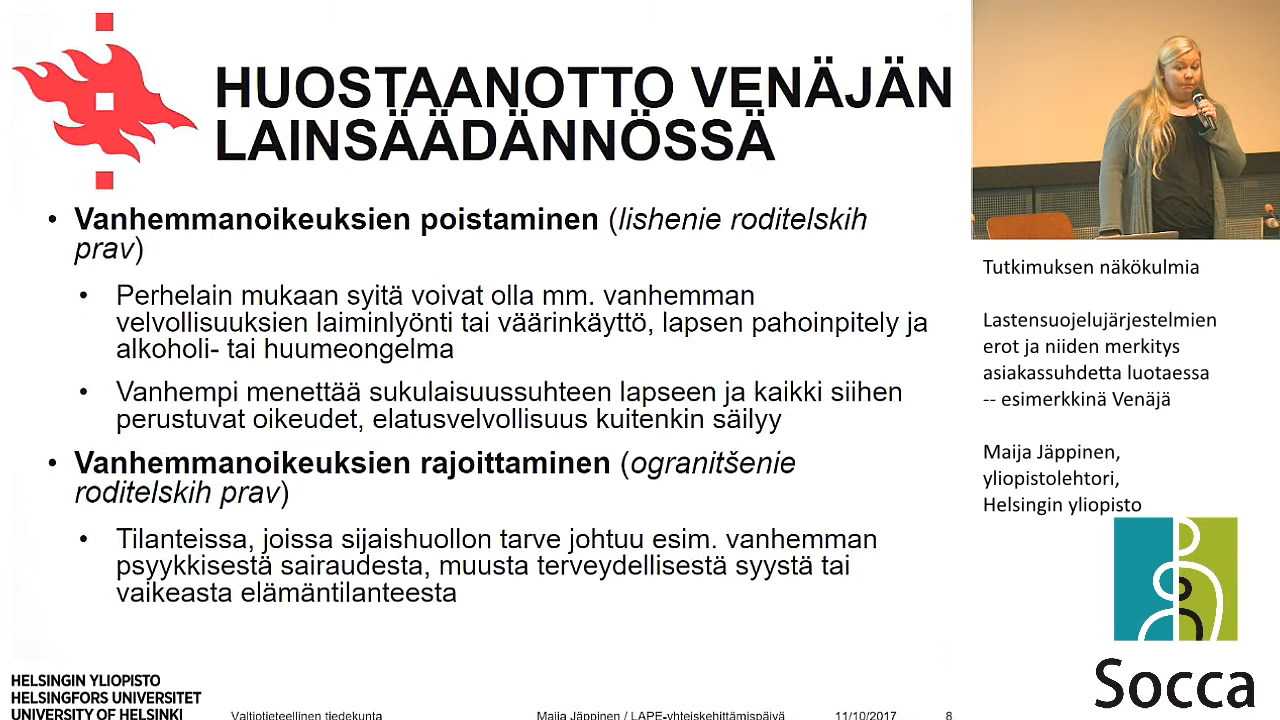 HUOSTAANOTTO VENÄJÄN
LAINSÄÄDÄNNÖSSÄ
• Vanhemmanoikeuksien poistaminen (lishenie roditelskih
prav)
• Perhelain mukaan syitä voivat olla mm. vanhemman
velvollisuuksien laiminlyönti tai väärinkäyttö, lapsen pahoinpitely ja
alkoholi- tai huumeongelma
• Vanhempi menettää sukulaisuussuhteen lapseen ja kaikki siihen
perustuvat oikeudet, elatusvelvollisuus kuitenkin säilyy
• Vanhemmanoikeuksien rajoittaminen (ogranitšenie
roditelskih prav)
• Tilanteissa, joissa sijaishuollon tarve johtuu esim. vanhemman
psyykkisestä sairaudesta, muusta terveydellisestä syystä tai
vaikeasta elämäntilanteesta
HELSINGIN YLIOPISTO
HELSINGFORS UNIVERSITET
UNIVERSITY OF HELSINKI
Valtiotieteellinen tiedekunta
Maija Jäppinen / LAPE-yhteiskehittämispäivä
11/10/2017
8
Tutkimuksen näkökulmia
Lastensuojelujärjestelmien
erot ja niiden merkitys
asiakassuhdetta luotaessa
-- esimerkkinä Venäjä
Maija Jäppinen,
yliopistolehtori,
Helsingin yliopisto
Socca